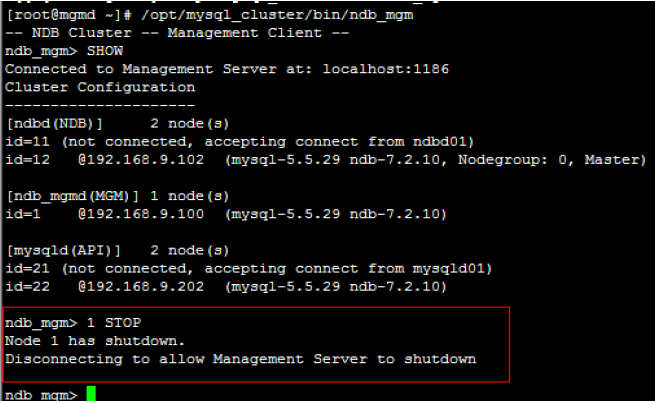 [root@mgmd ~]# /opt/mysql_cluster/bin/ndb_mgm
-- NDB Cluster -- Management Client --
ndb_mgm> SHOW
Connected to Management Server at: localhost:1186
Cluster Configuration
---------------------
[ndbd(NDB)]     2 node(s)
id=11 (not connected, accepting connect from ndbd01)
id=12   @192.168.9.102  (mysql-5.5.29 ndb-7.2.10, Nodegroup: 0, Master)
[ndb_mgmd(MGM)] 1 node(s)
id=1    @192.168.9.100  (mysql-5.5.29 ndb-7.2.10)
[mysqld(API)]   2 node(s)
id=21 (not connected, accepting connect from mysqld01)
id=22   @192.168.9.202  (mysql-5.5.29 ndb-7.2.10)
ndb_mgm> 1 STOP
Node 1 has shutdown.
Disconnecting to allow Management Server to shutdown
ndb_mgm>